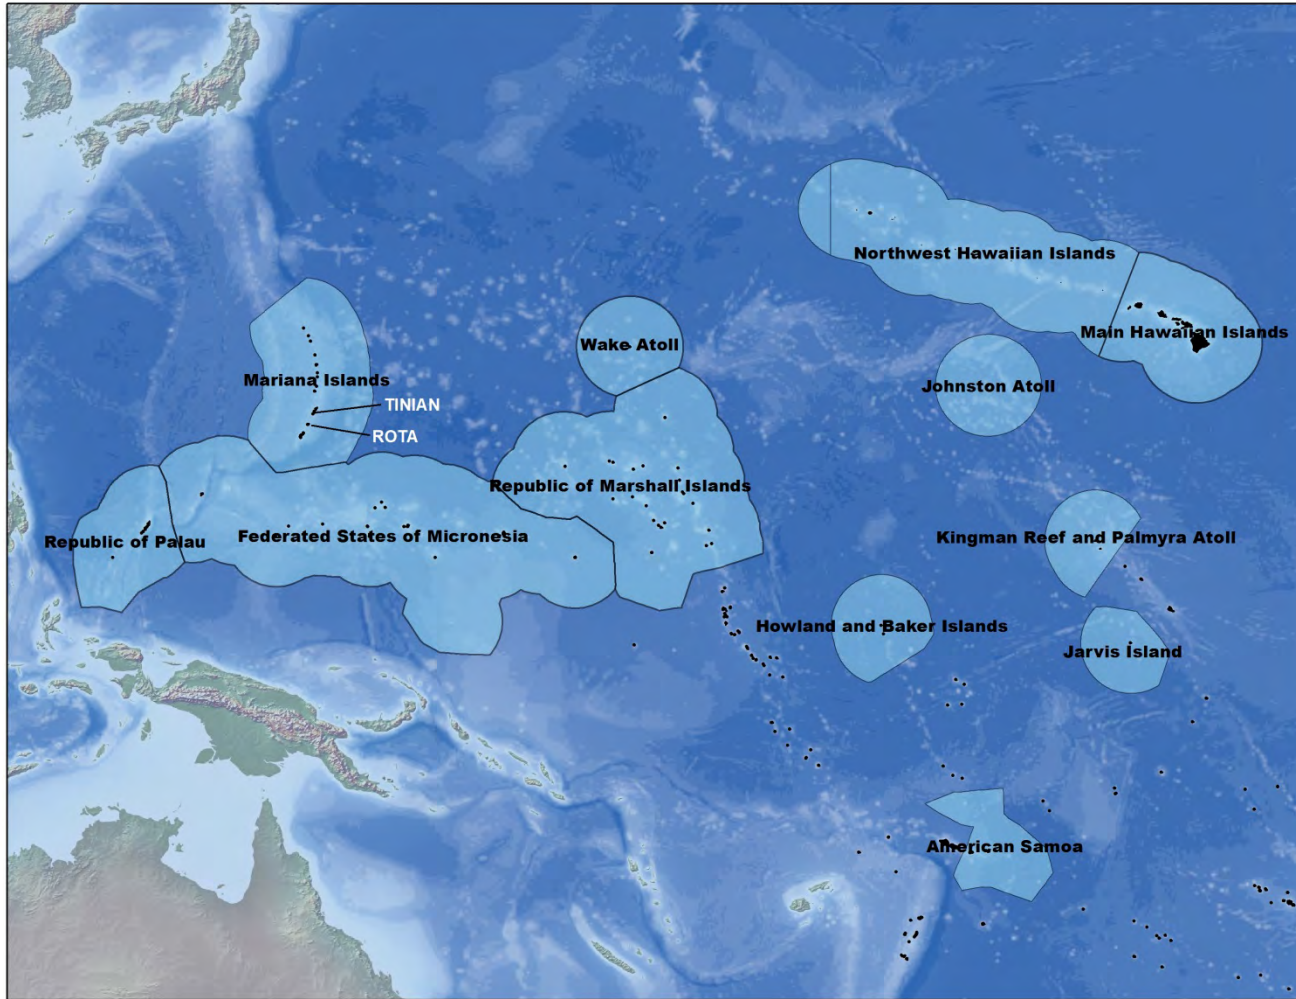 Northwest Hawaiian Islands
Main Hawaiian Islands
Wake Atoll
Mariana Islands
Johnston Atoll
TINIAN
ROTA
Republic of Marshall Islands
Republic of Palau
Federated States of Micronesia
Kingman Reef and Palmyra Atoll
Howland and Baker Islands
Jarvis Island
American Samoa